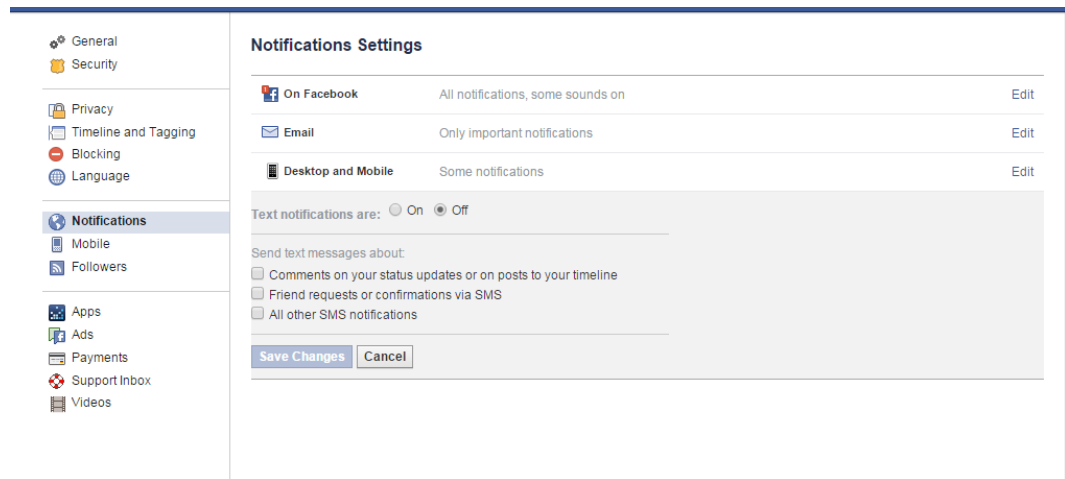 General
Security
Privacy
Timeline and Tagging
Blocking
Language
Notifications
Mobile
Followers
Apps
Ads
Payments
Support Inbox
Videos
Notifications Settings
On Facebook All notifications, some sounds on Edit
Email Only important notifications Edit
Desktop and Mobile Some notifications Edit
Text notifications are: On Off
Send text messages about:
Comments on your status updates or on posts to your timeline
Friend requests or confirmations via SMS
All other SMS notifications
Save Changes Cancel